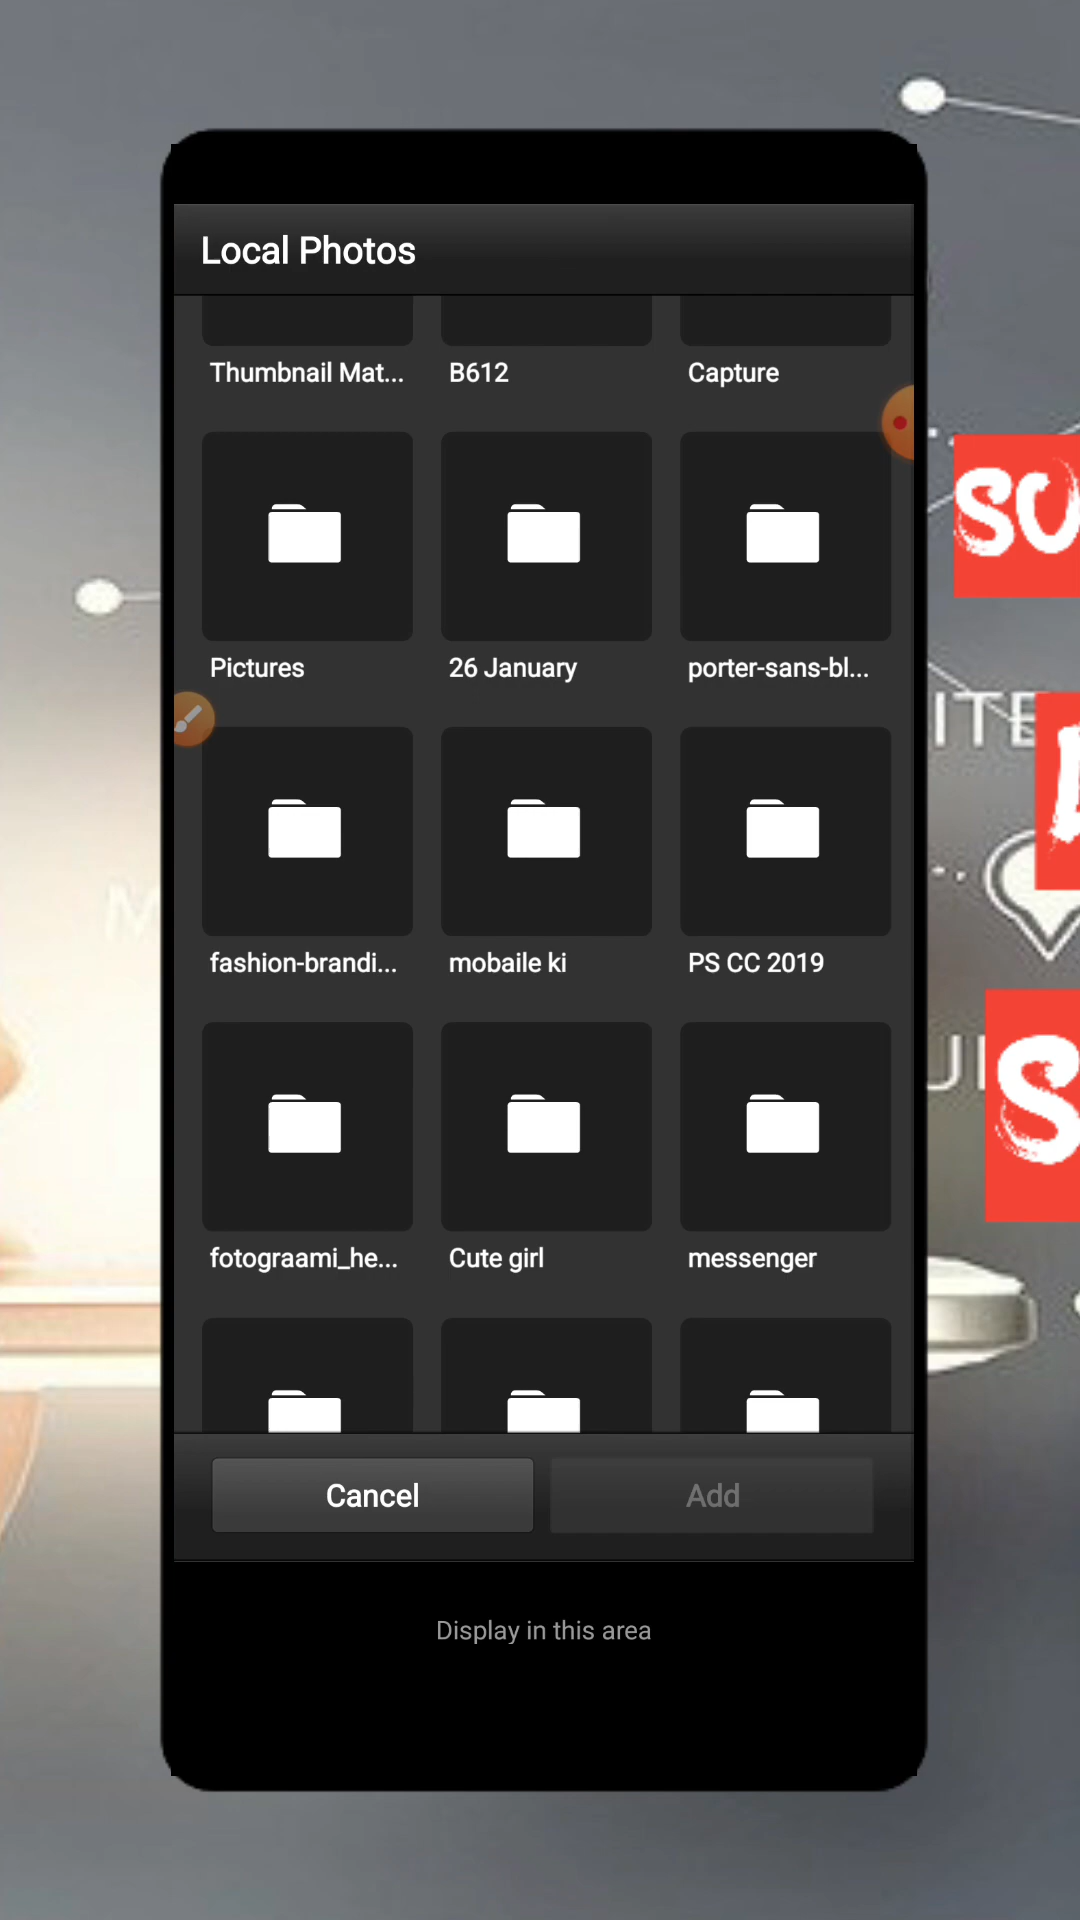 Local Photos
Thumbnail Mat... B612 Capture
Pictures 26 January porter-sans-bl...
fashion-brandi... mobaile ki PS CC 2019
fotograami_he... Cute girl messenger
Cancel Add
Display in this area